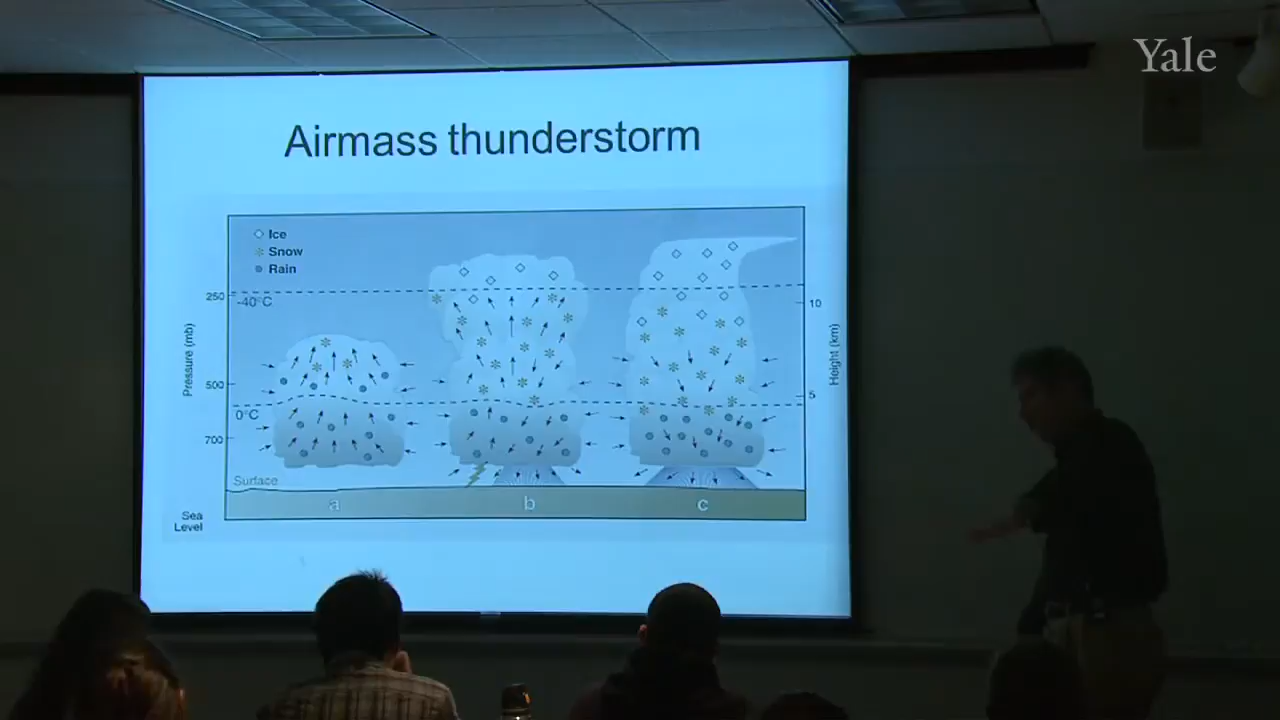 Yale
Airmass thunderstorm
Ice
Snow
Rain
250
-40°C
10
Pressure (mb)
Height (km)
500
5
0°C
700
Surface
a
b
c
Sea
Level